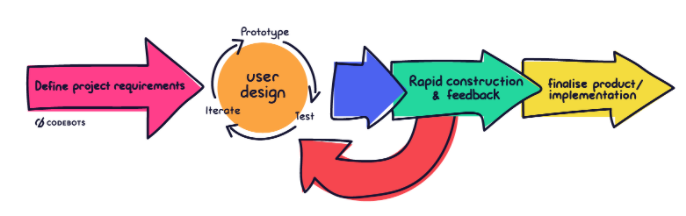 Prototype
Define project requirements
user
design
Iterate
Test
Rapid construction
& feedback
finalise product/
implementation
CODEBOTS